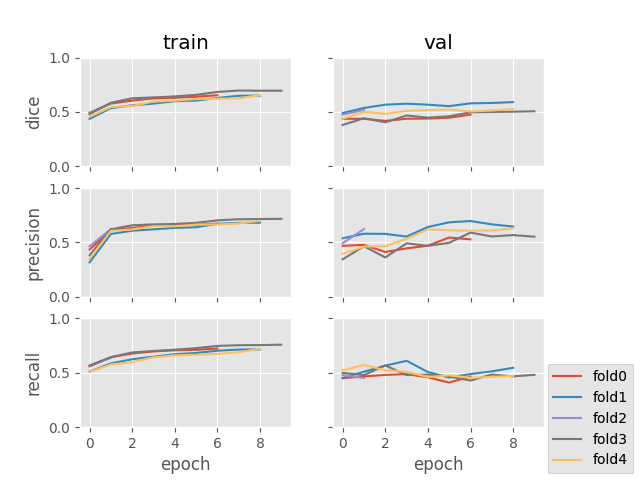 train val
1.0
dice 0.5
0.0
1.0
precision 0.5
0.0
1.0
recall 0.5
0.0
0 2 4 6 8 0 2 4 6 8
epoch epoch
fold0
fold1
fold2
fold3
fold4